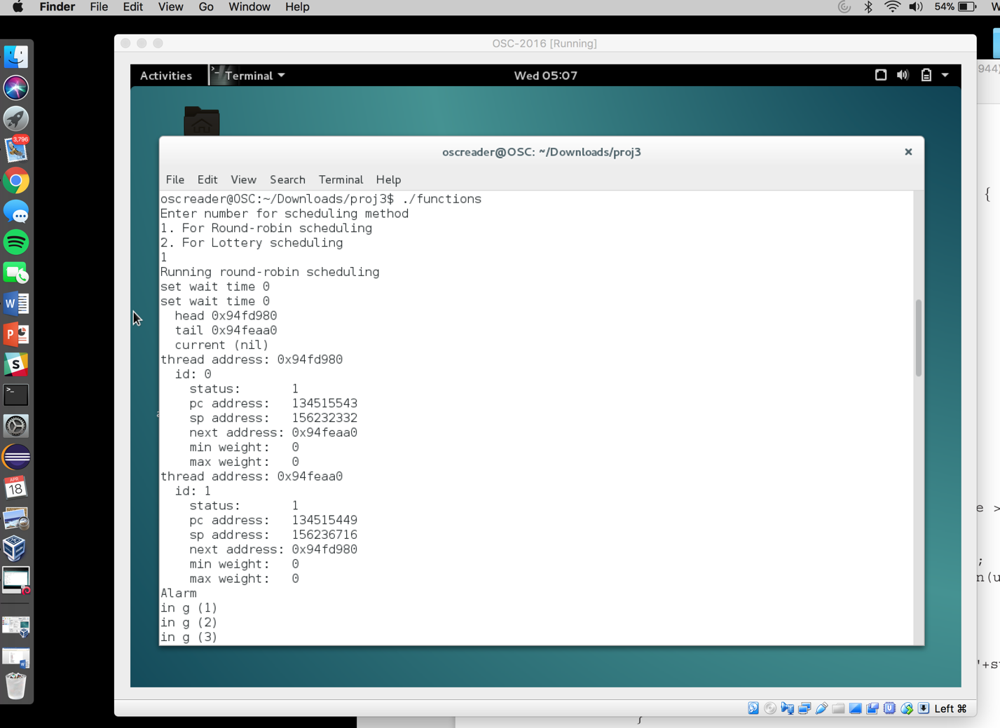 Finder File Edit View Go Window Help 54% W
OSC-2016 [Running]
944)
Activities Terminal Wed 05:07
3,796
oscreader@OSC: ~/Downloads/proj3
File Edit View Search Terminal Help
oscreader@OSC:~/Downloads/proj3$ ./functions
Enter number for scheduling method
1. For Round-robin scheduling
2. For Lottery scheduling
1
Running round-robin scheduling
set wait time 0
set wait time 0
head 0x94fd980
tail 0x94feaa0
current (nil)
thread address: 0x94fd980
id: 0
status: 1
pc address: 134515543
sp address: 156232332
next address: 0x94feaa0
min weight: 0
max weight: 0
thread address: 0x94feaa0
id: 1
status: 1
pc address: 134515449
sp address: 156236716
next address: 0x94fd980
min weight: 0
max weight: 0
Alarm
in g (1)
in g (2)
in g (3)
{
e >
;
n(u
'+s
}
W
P
S
>_
APR
18
Left ⌘